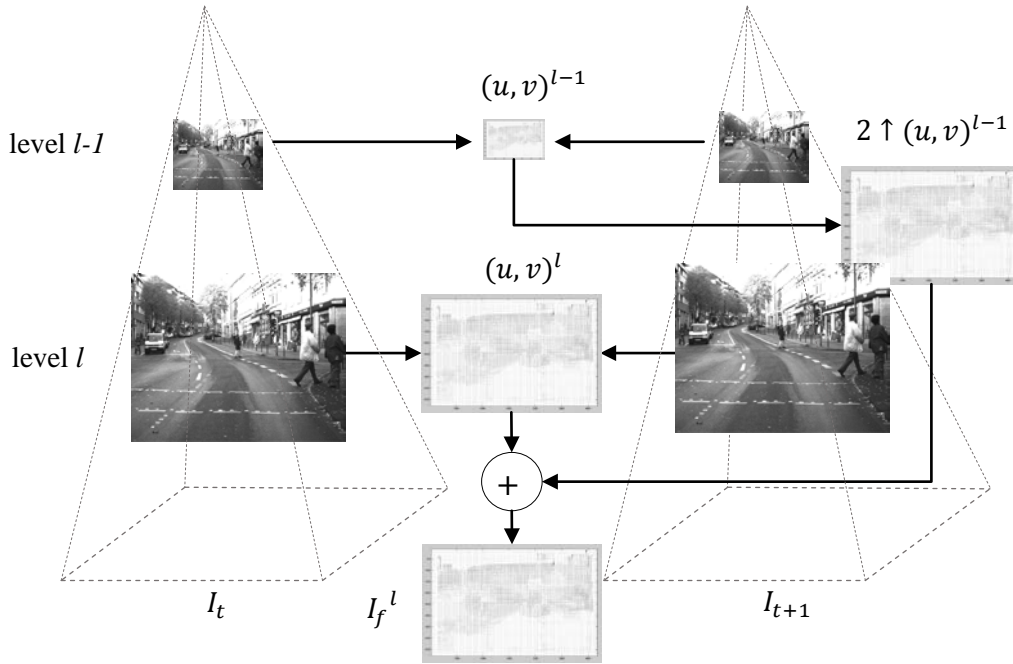 (u, v)^{l−1}
level l-1
2 ↑ (u, v)^{l−1}
(u, v)^l
level l
+
I_t
I_f^l
I_{t+1}